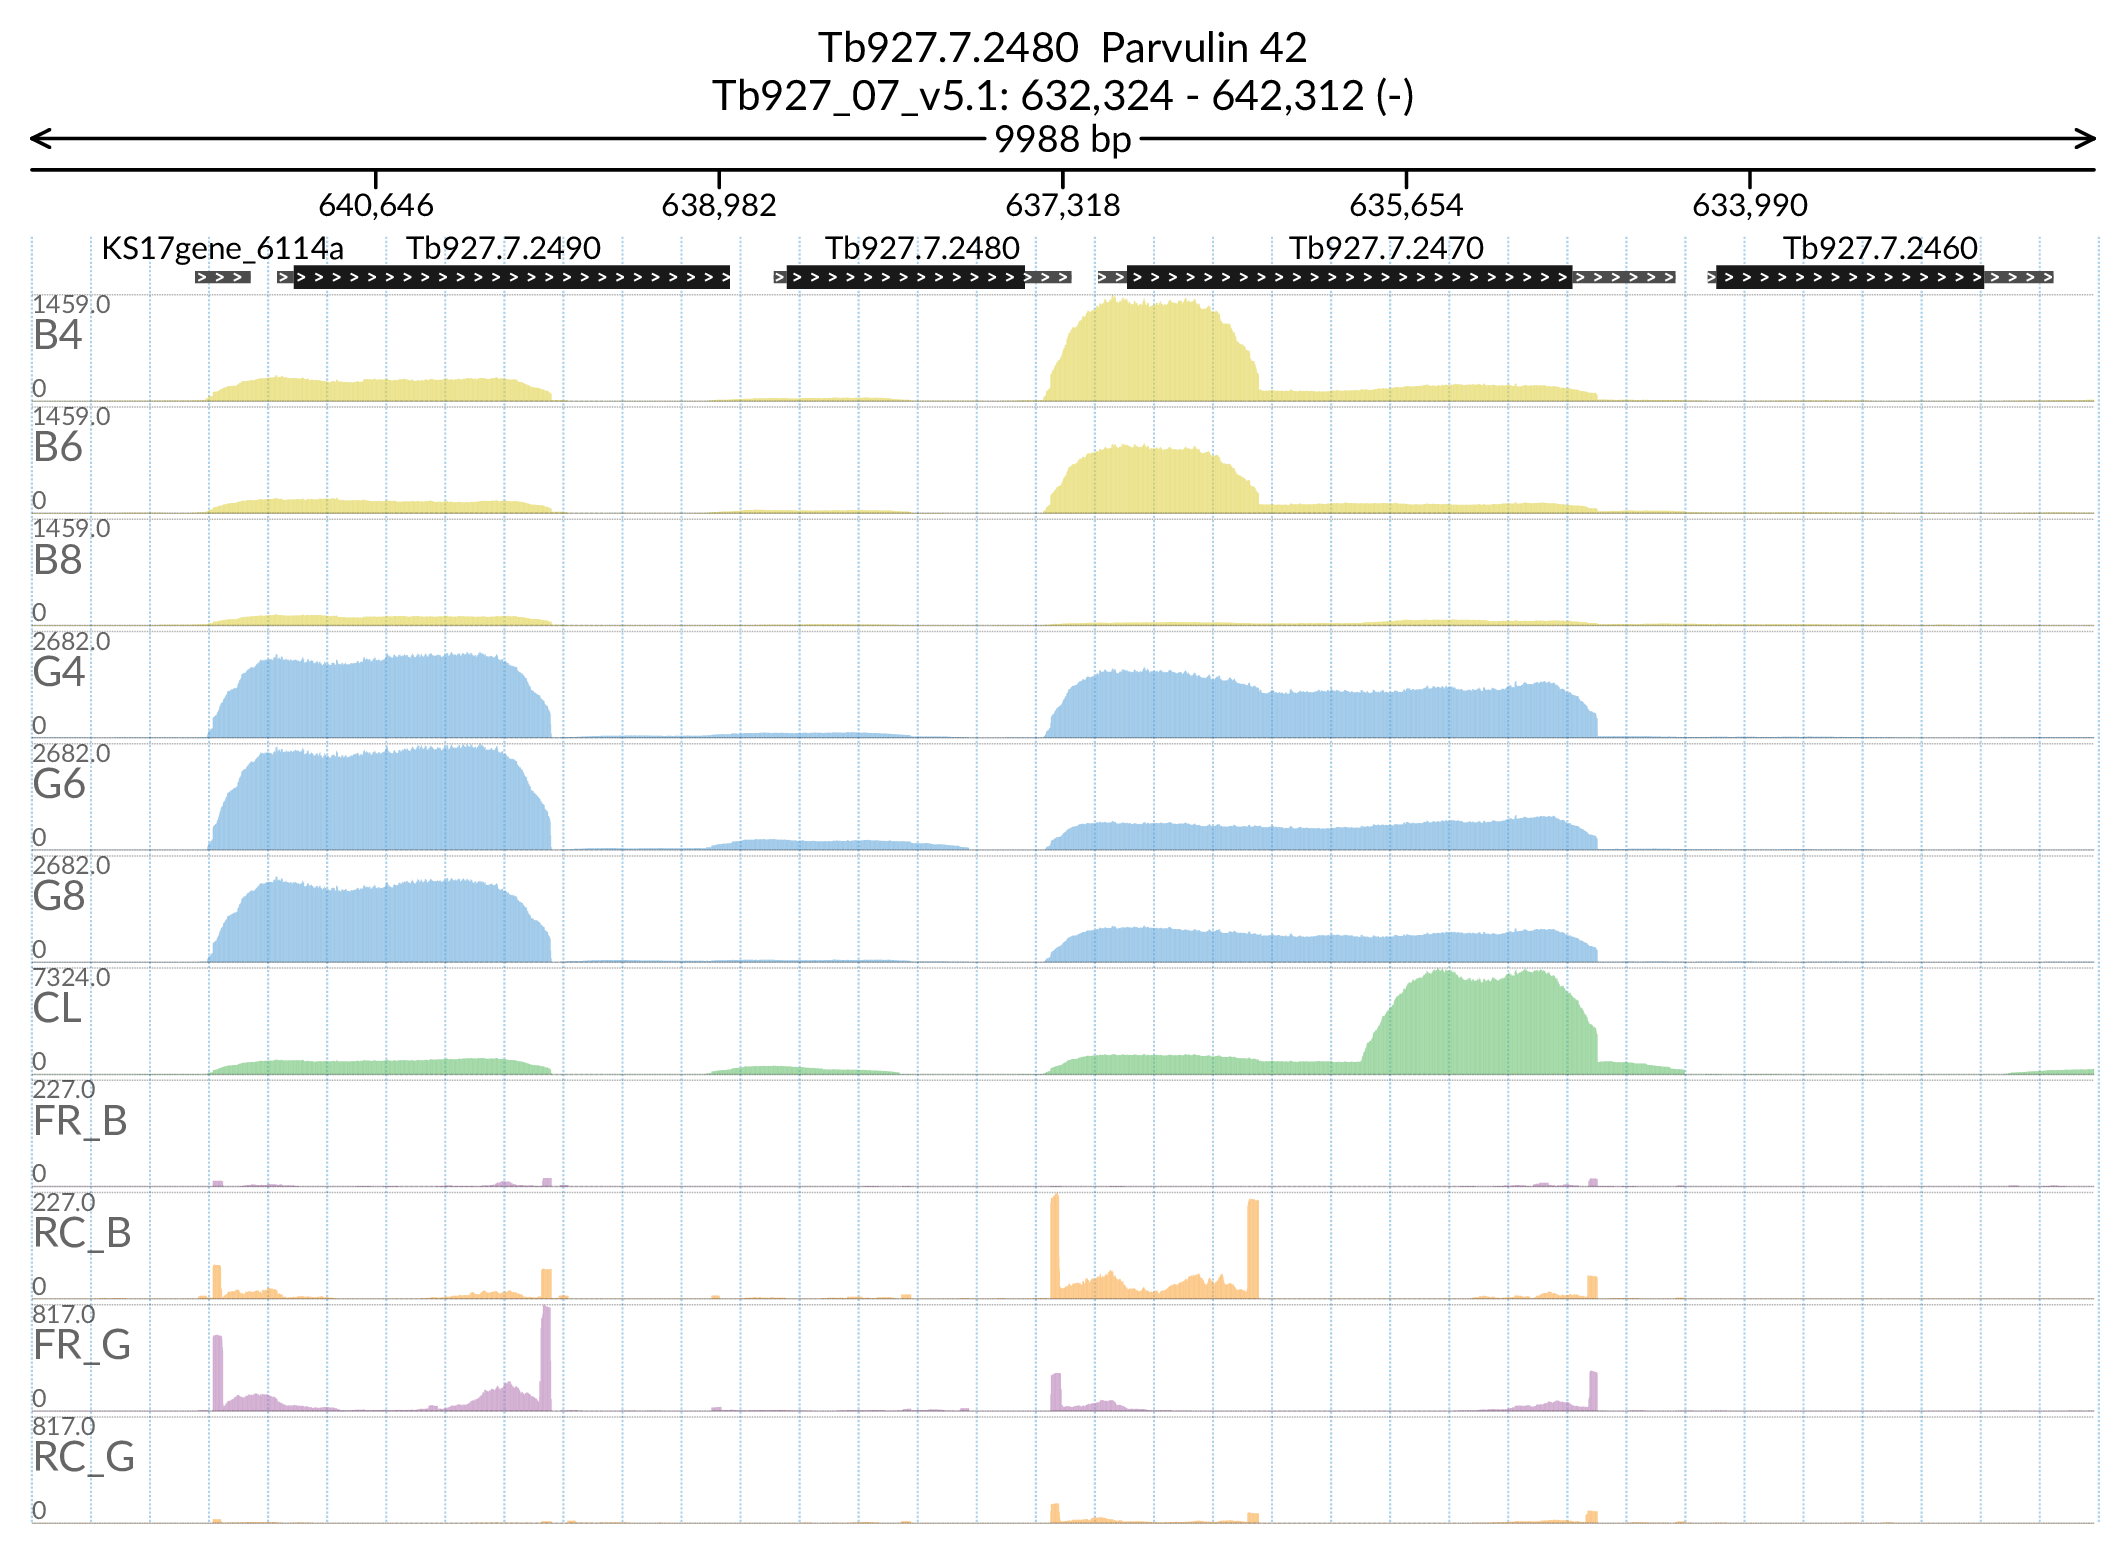 Tb927.7.2480 Parvulin 42
Tb927_07_v5.1: 632,324 - 642,312 (-)
9988 bp
640,646 638,982 637,318 635,654 633,990
KS17gene_6114a Tb927.7.2490 Tb927.7.2480 Tb927.7.2470 Tb927.7.2460
1459.0
B4
0
1459.0
B6
0
1459.0
B8
0
2682.0
G4
0
2682.0
G6
0
2682.0
G8
0
7324.0
CL
0
227.0
FR_B
0
227.0
RC_B
0
817.0
FR_G
0
817.0
RC_G
0